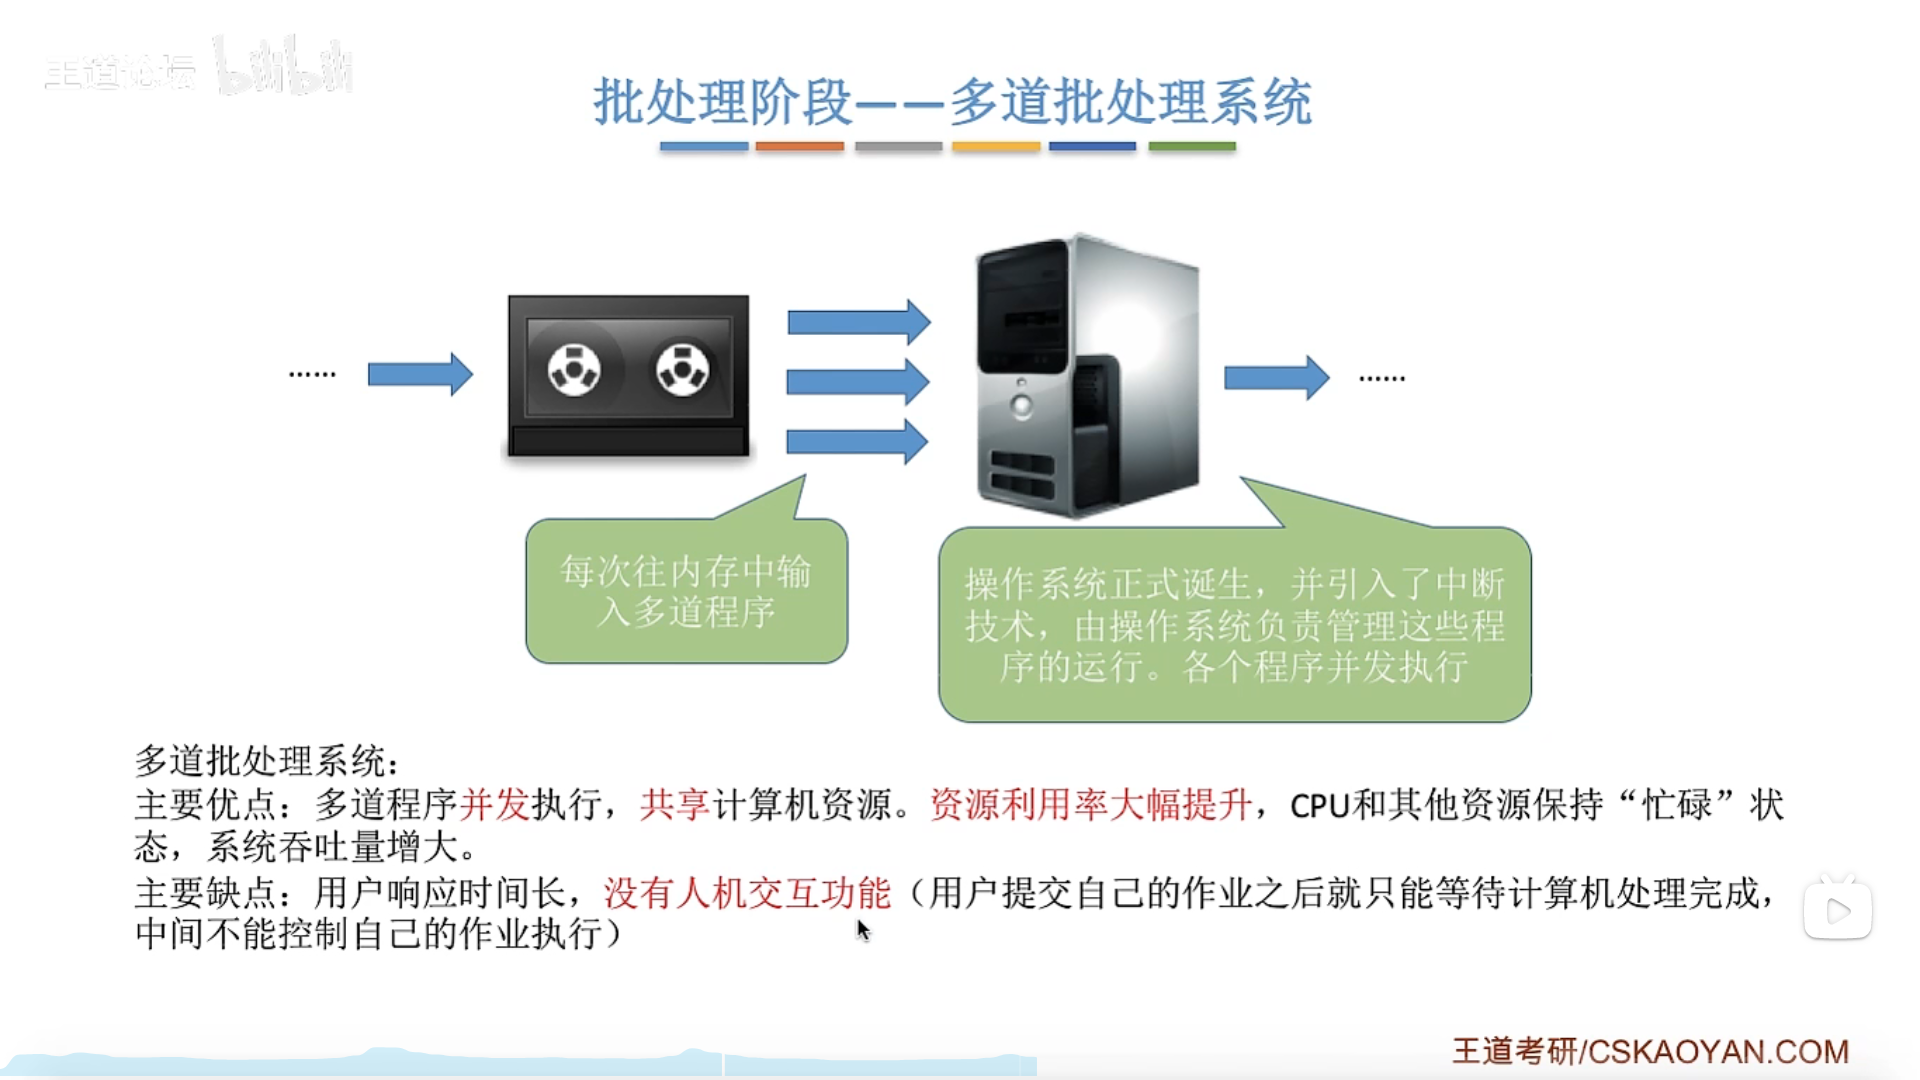 王道论坛 bilibili
批处理阶段——多道批处理系统
······
······
每次往内存中输
入多道程序
操作系统正式诞生，并引入了中断
技术，由操作系统负责管理这些程
序的运行。各个程序并发执行
多道批处理系统：
主要优点：多道程序并发执行，共享计算机资源。资源利用率大幅提升，CPU和其他资源保持“忙碌”状
态，系统吞吐量增大。
主要缺点：用户响应时间长，没有人机交互功能（用户提交自己的作业之后就只能等待计算机处理完成，
中间不能控制自己的作业执行）
王道考研/CSKAOYAN.COM